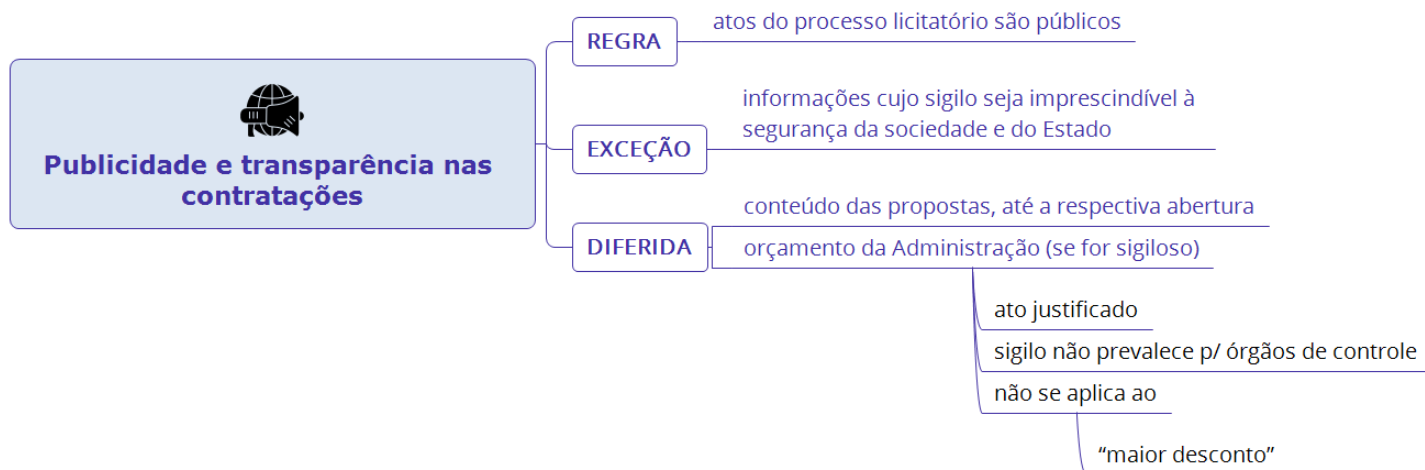 REGRA
atos do processo licitatório são públicos
Publicidade e transparência nas
contratações
EXCEÇÃO
informações cujo sigilo seja imprescindível à
segurança da sociedade e do Estado
DIFERIDA
conteúdo das propostas, até a respectiva abertura
orçamento da Administração (se for sigiloso)
ato justificado
sigilo não prevalece p/ órgãos de controle
não se aplica ao
“maior desconto”